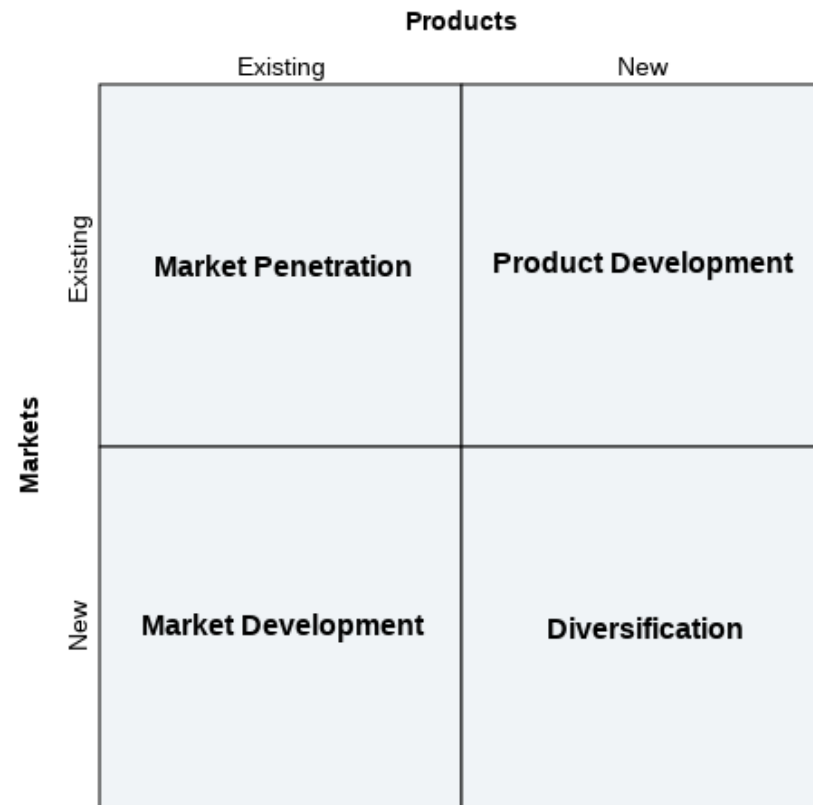 Products
Existing
New
Existing
Market Penetration
Product Development
Markets
New
Market Development
Diversification